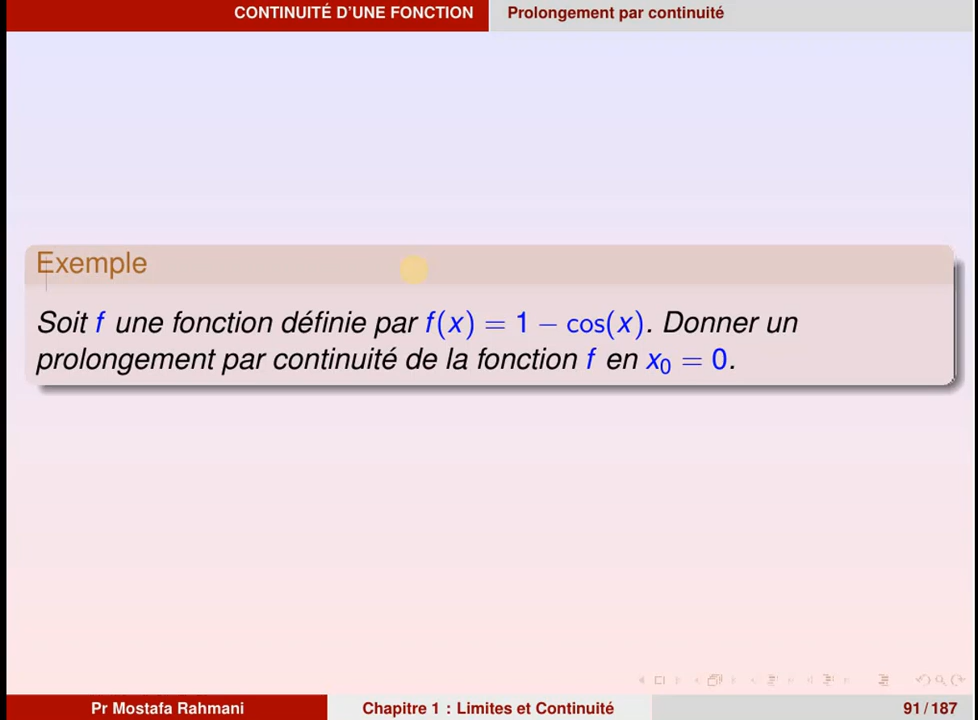 CONTINUITÉ D'UNE FONCTION Prolongement par continuité
Exemple
Soit f une fonction définie par f(x) = 1 − cos(x). Donner un
prolongement par continuité de la fonction f en x₀ = 0.
Pr Mostafa Rahmani Chapitre 1 : Limites et Continuité 91 / 187